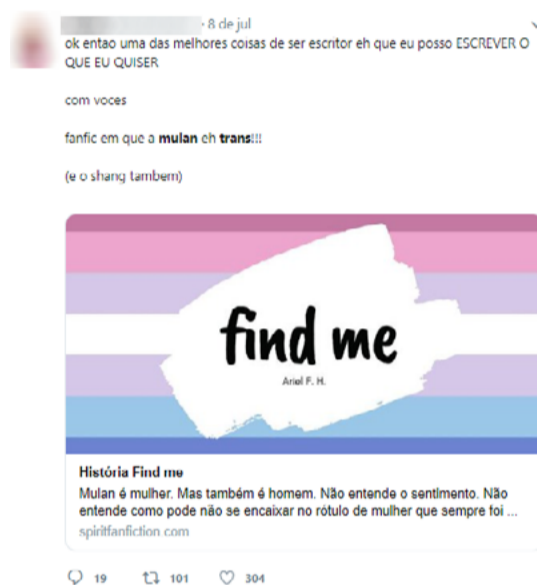 · 8 de jul
ok entao uma das melhores coisas de ser escritor eh que eu posso ESCREVER O
QUE EU QUISER
com voces
fanfic em que a mulan eh trans!!!
(e o shang tambem)
find me
Ariel F. H.
História Find me
Mulan é mulher. Mas também é homem. Não entende o sentimento. Não
entende como pode não se encaixar no rótulo de mulher que sempre foi ...
spiritfanfiction.com
19 101 304